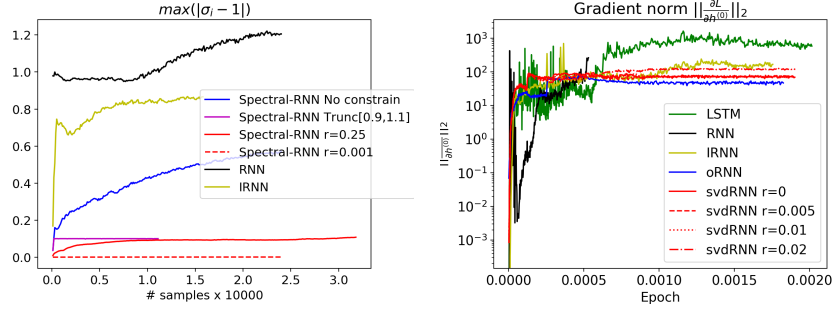 max(|σᵢ − 1|)
1.2
1.0
0.8
0.6
0.4
0.2
0.0
Spectral-RNN No constrain
Spectral-RNN Trunc[0.9,1.1]
Spectral-RNN r=0.25
Spectral-RNN r=0.001
RNN
IRNN
0.0 0.5 1.0 1.5 2.0 2.5 3.0
# samples x 10000
Gradient norm ||∂L/∂h⁽⁰⁾||₂
||∂L/∂h⁽⁰⁾||₂
10³
10²
10¹
10⁰
10⁻¹
10⁻²
10⁻³
LSTM
RNN
IRNN
oRNN
svdRNN r=0
svdRNN r=0.005
svdRNN r=0.01
svdRNN r=0.02
0.0000 0.0005 0.0010 0.0015 0.0020
Epoch